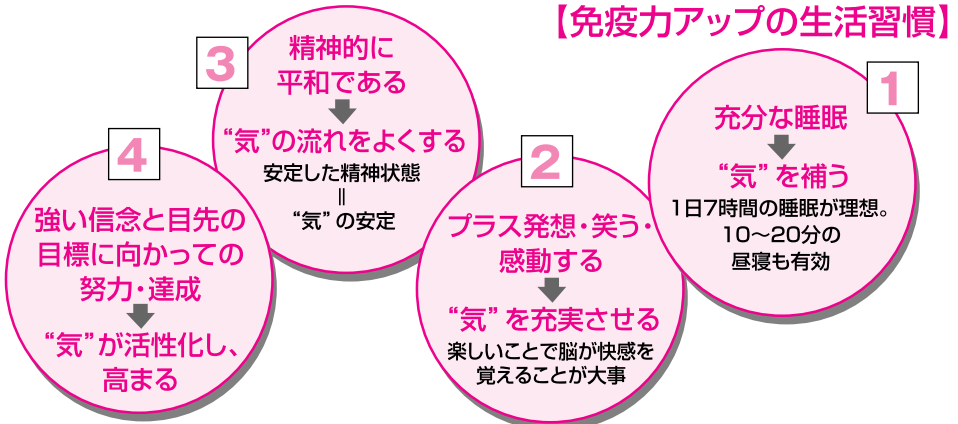 【免疫力アップの生活習慣】
1
充分な睡眠
“気”を補う
1日7時間の睡眠が理想。
10〜20分の
昼寝も有効
2
プラス発想・笑う・
感動する
“気”を充実させる
楽しいことで脳が快感を
覚えることが大事
3
精神的に
平和である
“気”の流れをよくする
安定した精神状態
||
“気”の安定
4
強い信念と目先の
目標に向かっての
努力・達成
“気”が活性化し、
高まる